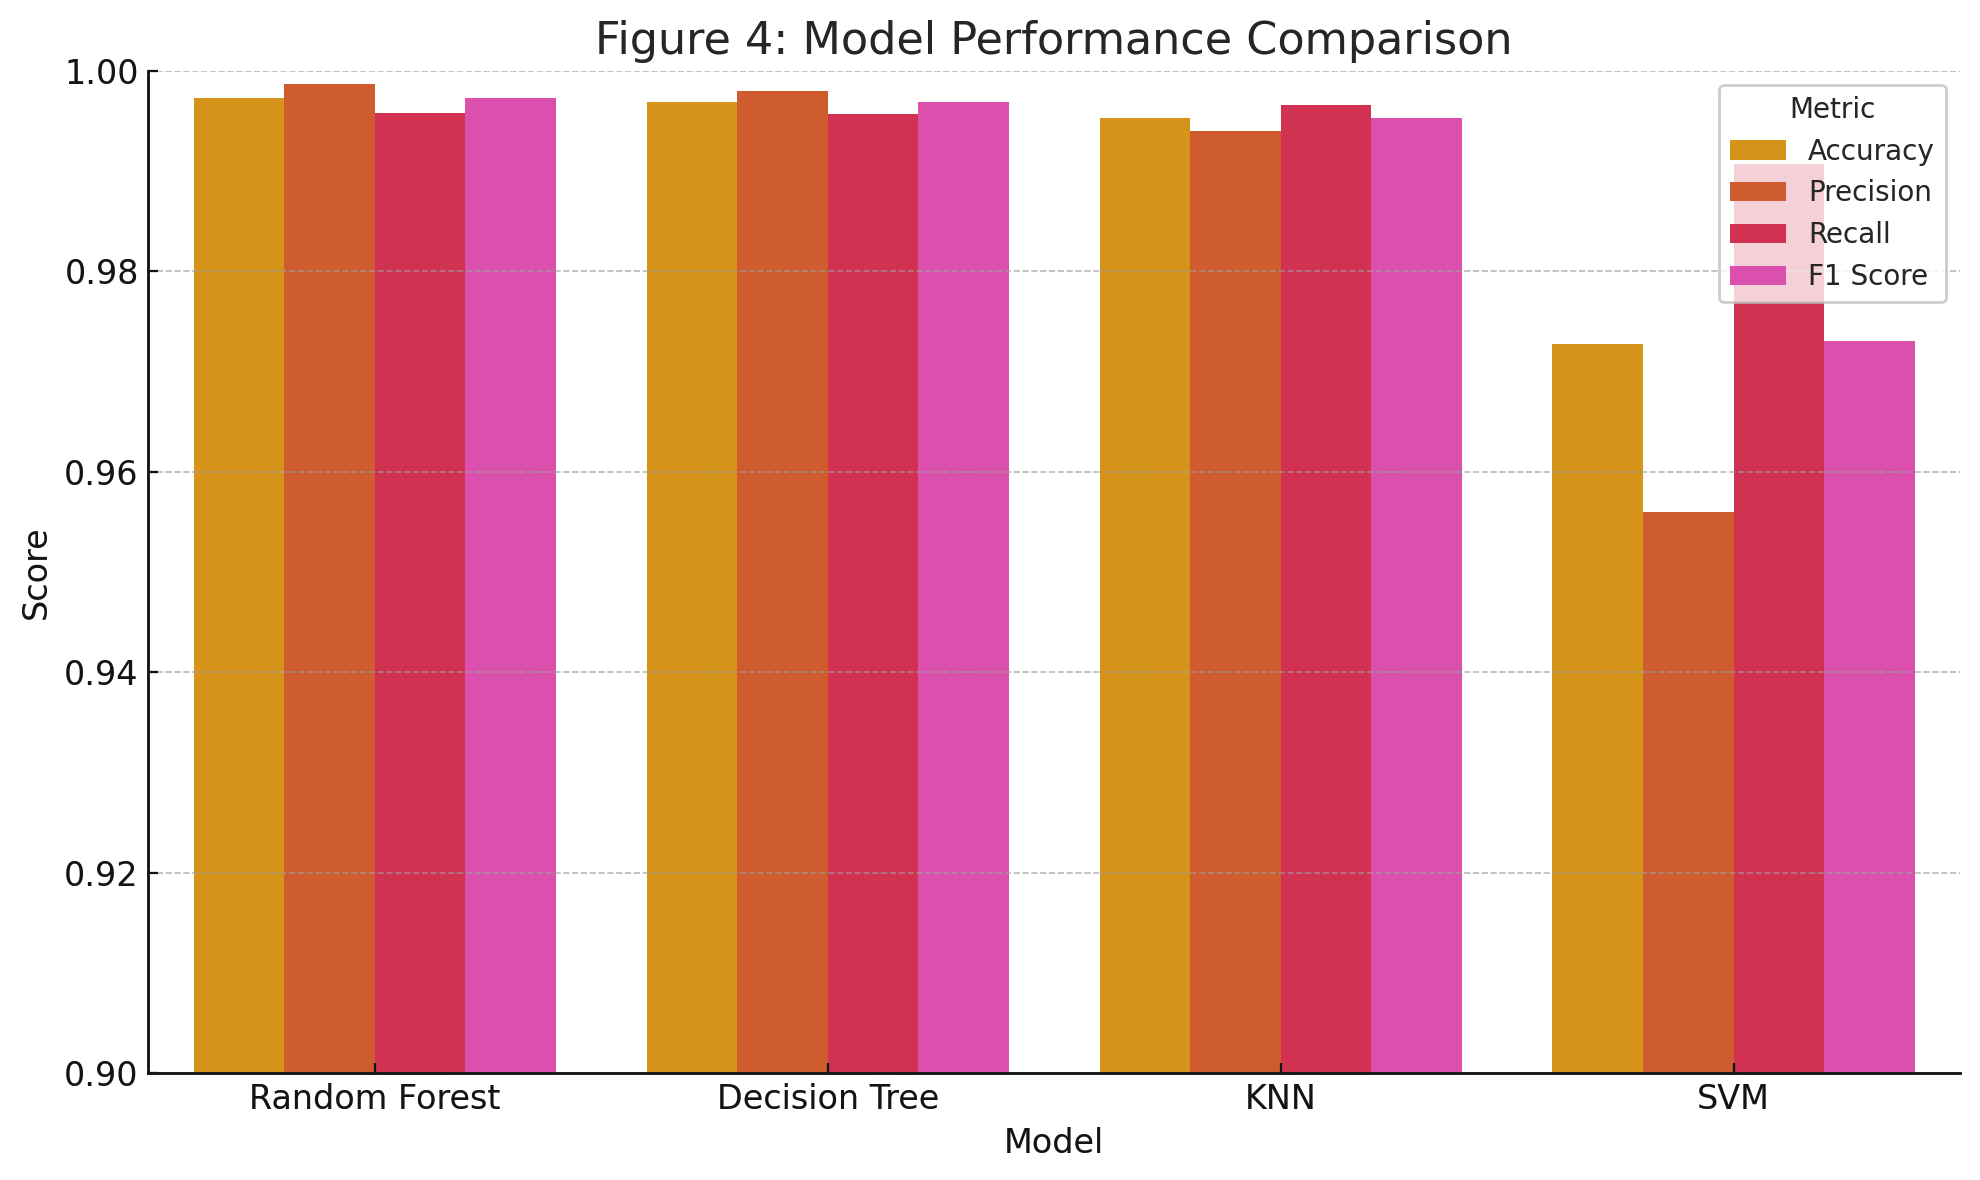 Figure 4: Model Performance Comparison
1.00
0.98
0.96
0.94
0.92
0.90
Score
Metric
Accuracy
Precision
Recall
F1 Score
Random Forest
Decision Tree
KNN
SVM
Model